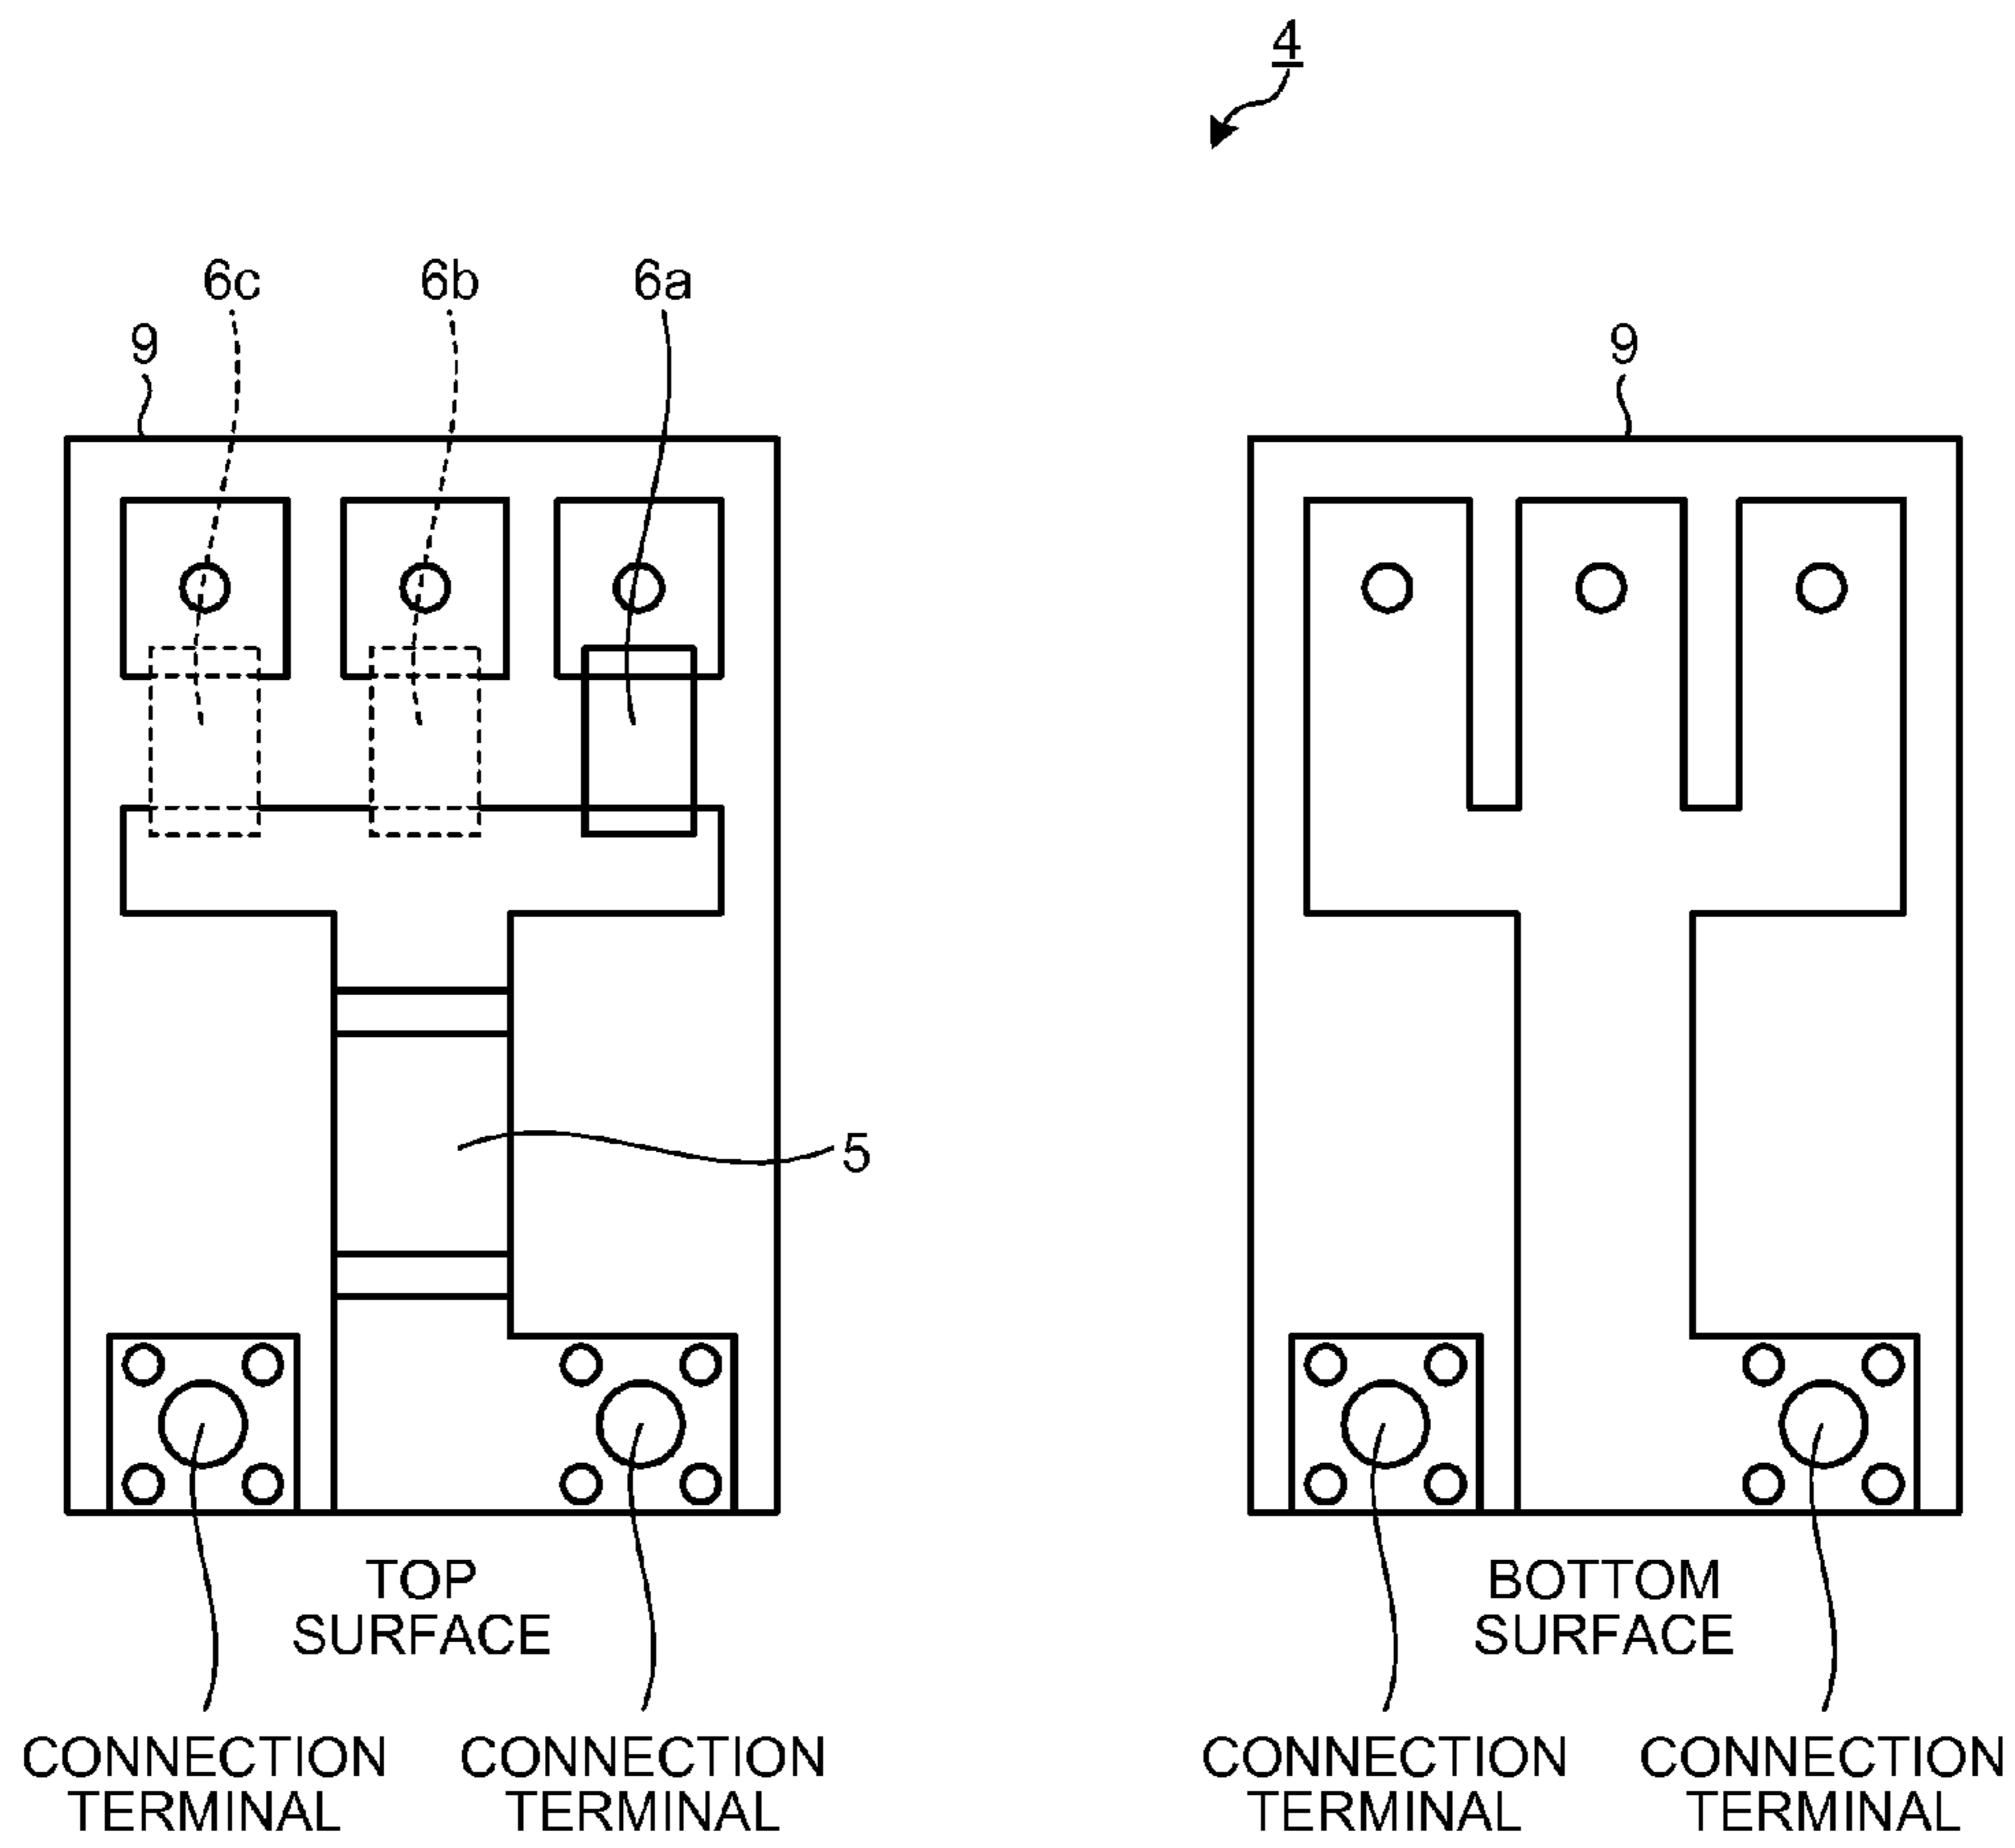 4
6c
6b
6a
9
9
5
TOP
SURFACE
BOTTOM
SURFACE
CONNECTION
TERMINAL
CONNECTION
TERMINAL
CONNECTION
TERMINAL
CONNECTION
TERMINAL